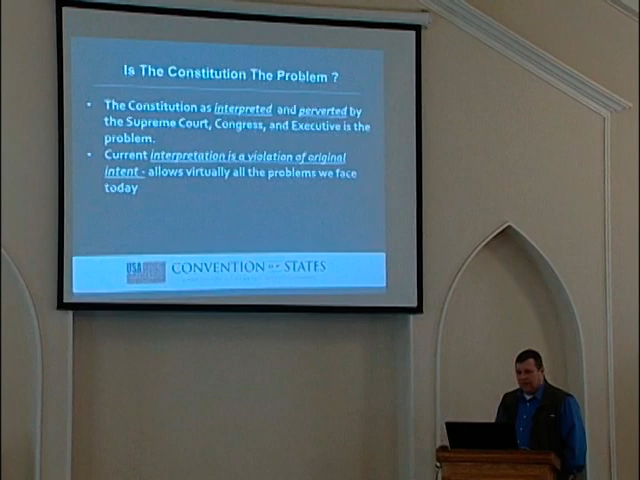 Is The Constitution The Problem ?
• The Constitution as interpreted and perverted by
the Supreme Court, Congress, and Executive is the
problem.
• Current interpretation is a violation of original
intent - allows virtually all the problems we face
today
USA
CONVENTION OF STATES